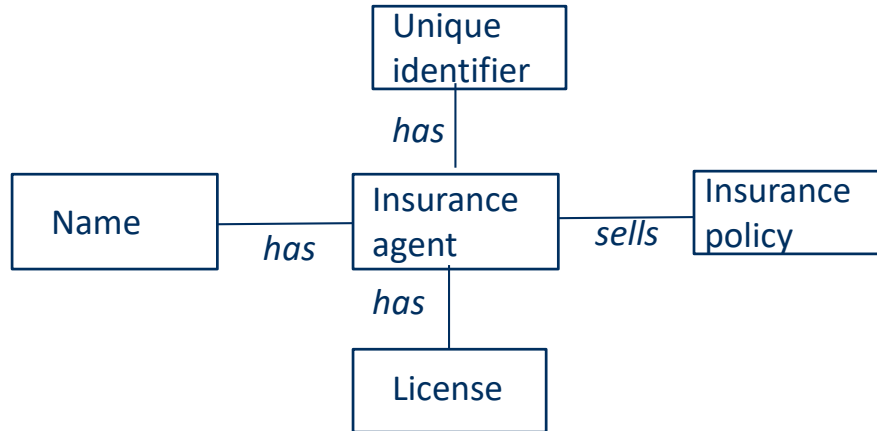 Unique
identifier
has
Name
has
Insurance
agent
sells
Insurance
policy
has
License